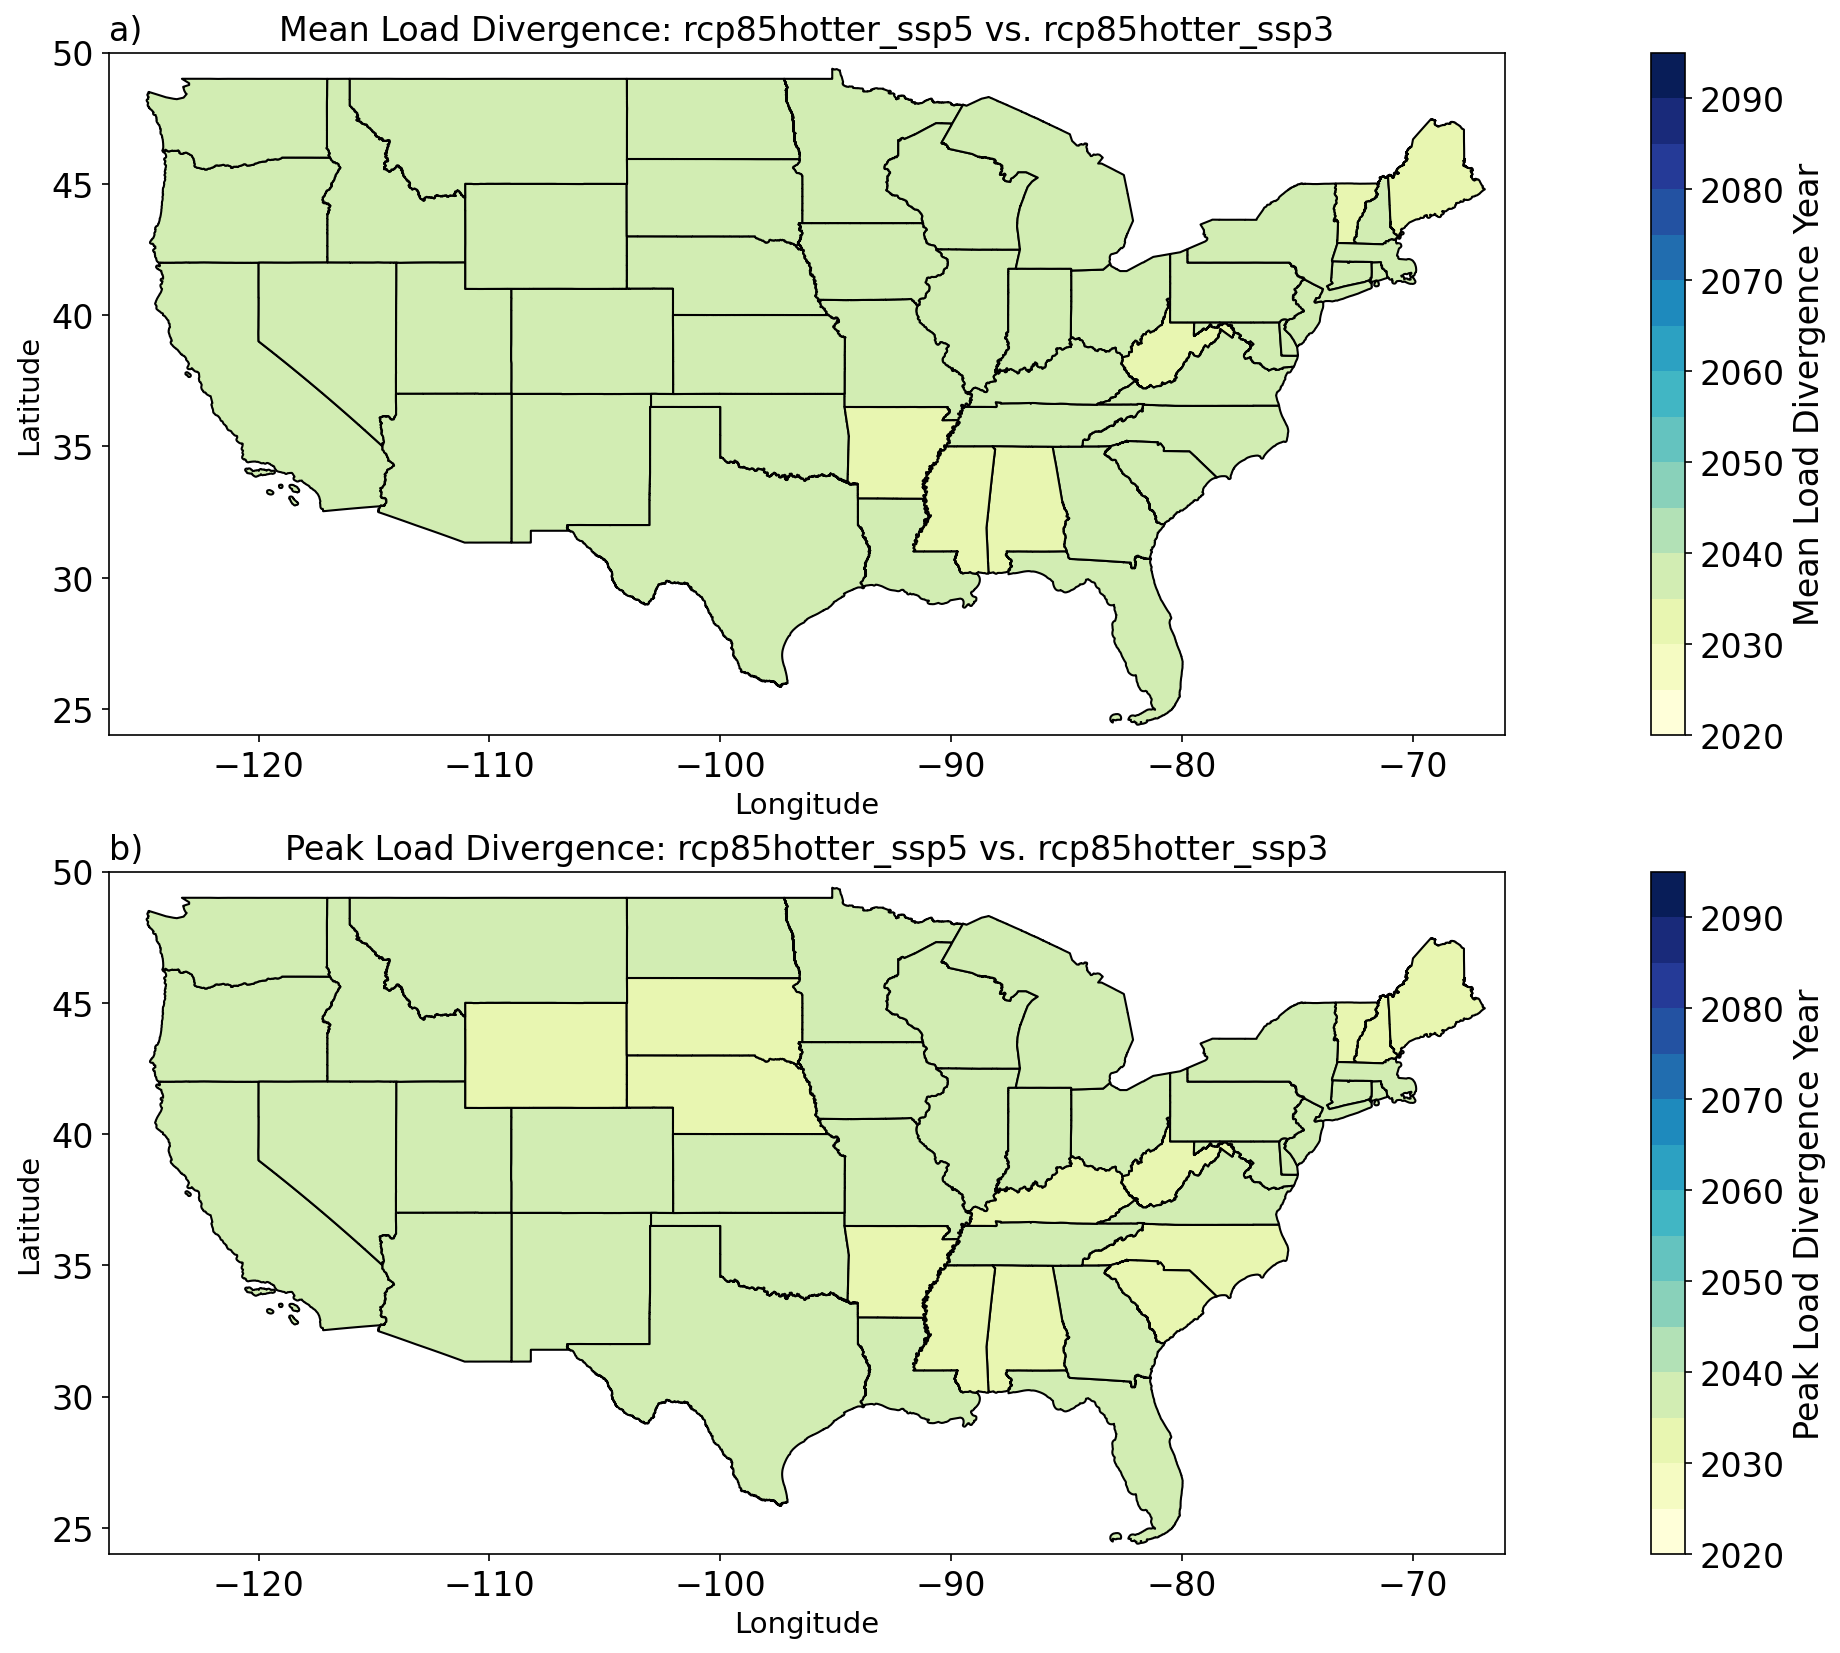 a) Mean Load Divergence: rcp85hotter_ssp5 vs. rcp85hotter_ssp3
50
45
40
35
30
25
Latitude
−120 −110 −100 −90 −80 −70
Longitude
2090
2080
2070
2060
2050
2040
2030
2020
Mean Load Divergence Year
b) Peak Load Divergence: rcp85hotter_ssp5 vs. rcp85hotter_ssp3
50
45
40
35
30
25
Latitude
−120 −110 −100 −90 −80 −70
Longitude
2090
2080
2070
2060
2050
2040
2030
2020
Peak Load Divergence Year